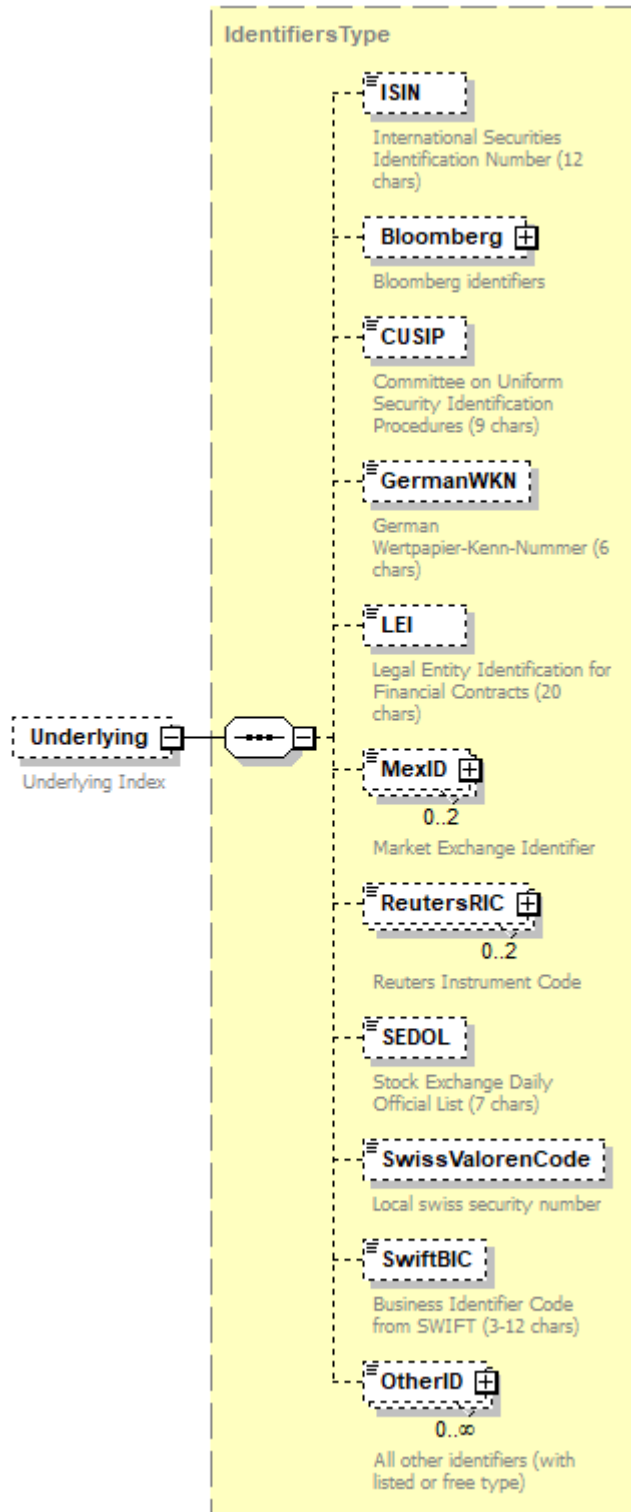 IdentifiersType
ISIN
International Securities
Identification Number (12
chars)
Bloomberg
Bloomberg identifiers
CUSIP
Committee on Uniform
Security Identification
Procedures (9 chars)
GermanWKN
German
Wertpapier-Kenn-Nummer (6
chars)
LEI
Legal Entity Identification for
Financial Contracts (20
chars)
Underlying
Underlying Index
MexID
0..2
Market Exchange Identifier
ReutersRIC
0..2
Reuters Instrument Code
SEDOL
Stock Exchange Daily
Official List (7 chars)
SwissValorenCode
Local swiss security number
SwiftBIC
Business Identifier Code
from SWIFT (3-12 chars)
OtherID
0..∞
All other identifiers (with
listed or free type)